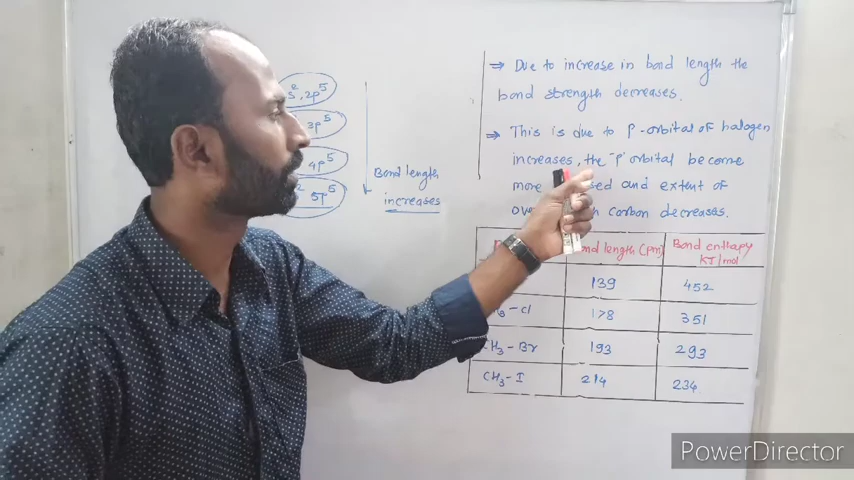 s², 2p⁵
3p⁵
4p⁵
², 5p⁵
Bond length
increases
⇒ Due to increase in bond length the
bond strength decreases.
⇒ This is due to p-orbital of halogen
increases, the "p" orbital become
more and extent of
carbon decreases.
Bond length (pm) Bond entrapy
KJ/mol
139 452
-Cl 178 351
CH₃-Br 193 293
CH₃-I 214 234
PowerDirector